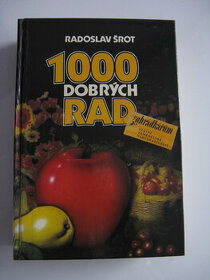 RADOSLAV ŠROT
1000
DOBRÝCH
RAD
zahrádkářům